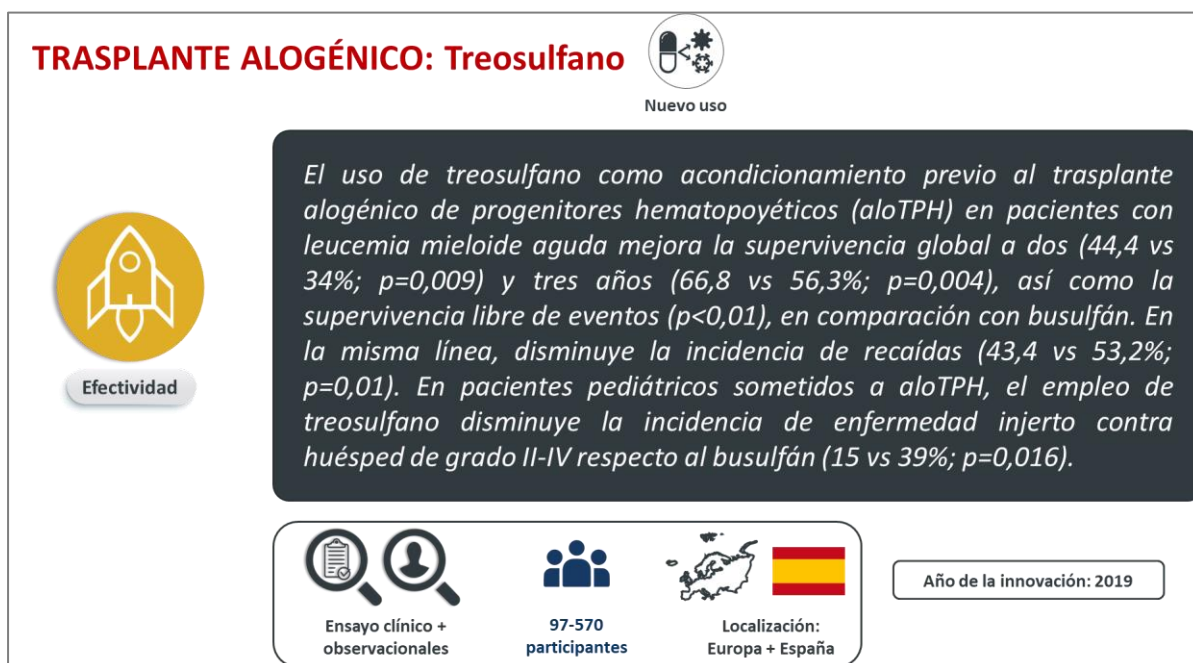 TRASPLANTE ALOGÉNICO: Treosulfano
Nuevo uso
El uso de treosulfano como acondicionamiento previo al trasplante
alogénico de progenitores hematopoyéticos (aloTPH) en pacientes con
leucemia mieloide aguda mejora la supervivencia global a dos (44,4 vs
34%; p=0,009) y tres años (66,8 vs 56,3%; p=0,004), así como la
supervivencia libre de eventos (p<0,01), en comparación con busulfán. En
la misma línea, disminuye la incidencia de recaídas (43,4 vs 53,2%;
p=0,01). En pacientes pediátricos sometidos a aloTPH, el empleo de
treosulfano disminuye la incidencia de enfermedad injerto contra
huésped de grado II-IV respecto al busulfán (15 vs 39%; p=0,016).
Efectividad
Ensayo clínico +
observacionales
97-570
participantes
Localización:
Europa + España
Año de la innovación: 2019